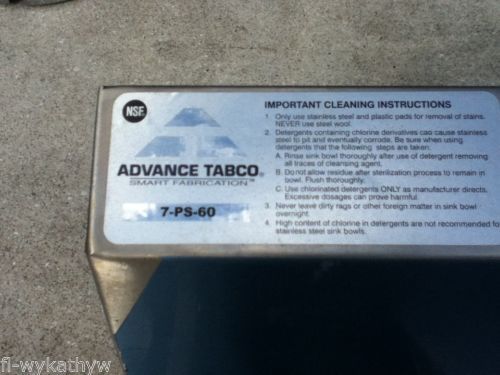 NSF.
ADVANCE TABCO®
SMART FABRICATION™
7-PS-60
IMPORTANT CLEANING INSTRUCTIONS
1. Only use stainless steel and plastic pads for removal of stains.
NEVER use steel wool.
2. Detergents containing chlorine derivatives cao cause stainless
steel to pit and eventually corrode. Be sure when using
detergents that the following steps are taken:
A. Rinse sink bowl thoroughly after use of detergent removing
all traces of cleansing agent.
B. Do not allow residue after sterilization process to remain in
bowl. Flush thoroughly.
C. Use chlorinated detergents ONLY as manufacturer directs.
Excessive dosages can prove harmful.
3. Never leave dirty rags or other foreign matter in sink bowl
overnight.
4. High content of chlorine in detergents are not recommended fo
stainless steel sink bowls.
fl-wykathyw